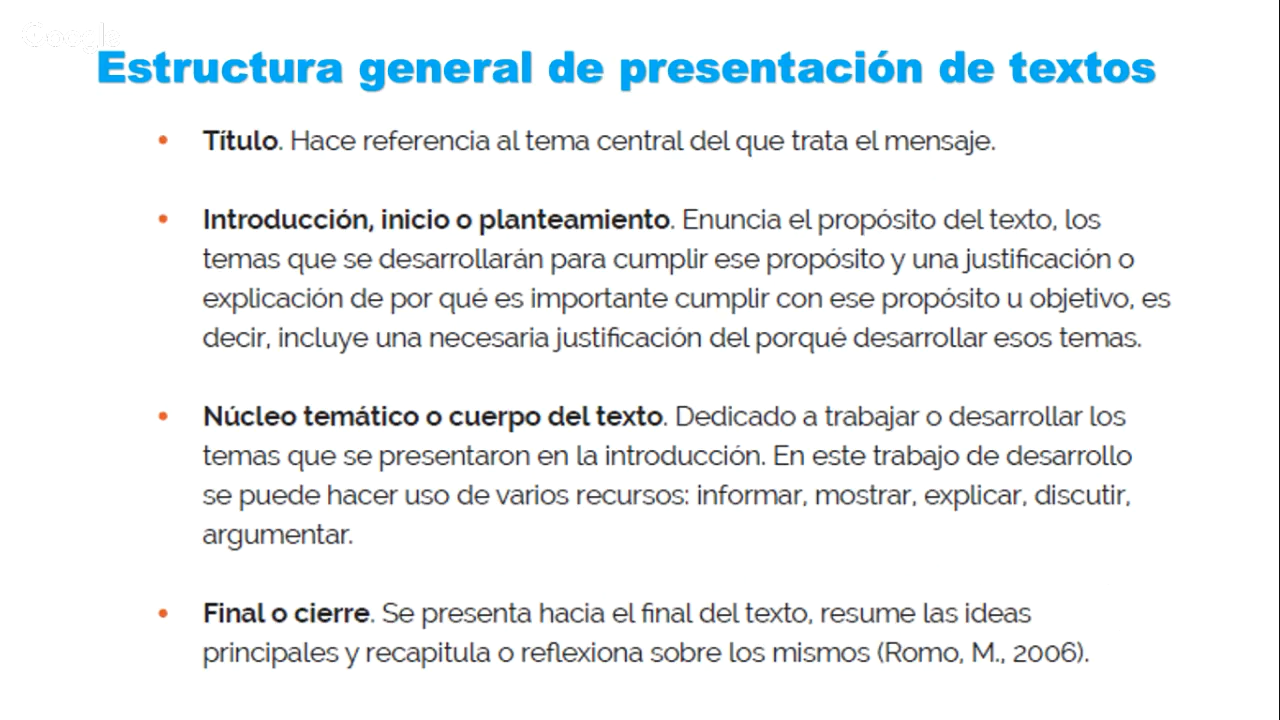 Google
Estructura general de presentación de textos
• Título. Hace referencia al tema central del que trata el mensaje.
• Introducción, inicio o planteamiento. Enuncia el propósito del texto, los
temas que se desarrollarán para cumplir ese propósito y una justificación o
explicación de por qué es importante cumplir con ese propósito u objetivo, es
decir, incluye una necesaria justificación del porqué desarrollar esos temas.
• Núcleo temático o cuerpo del texto. Dedicado a trabajar o desarrollar los
temas que se presentaron en la introducción. En este trabajo de desarrollo
se puede hacer uso de varios recursos: informar, mostrar, explicar, discutir,
argumentar.
• Final o cierre. Se presenta hacia el final del texto, resume las ideas
principales y recapitula o reflexiona sobre los mismos (Romo, M., 2006).